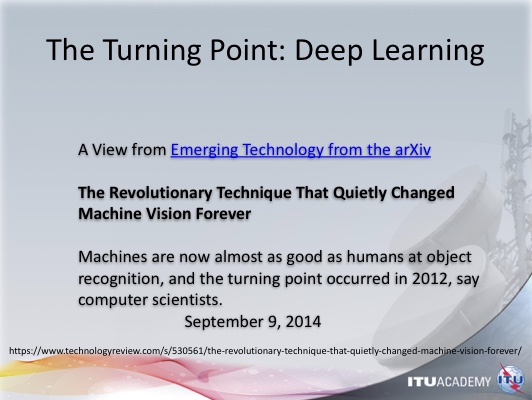 The Turning Point: Deep Learning
A View from Emerging Technology from the arXiv
The Revolutionary Technique That Quietly Changed
Machine Vision Forever
Machines are now almost as good as humans at object
recognition, and the turning point occurred in 2012, say
computer scientists.
September 9, 2014
https://www.technologyreview.com/s/530561/the-revolutionary-technique-that-quietly-changed-machine-vision-forever/
ITUACADEMY
ITU